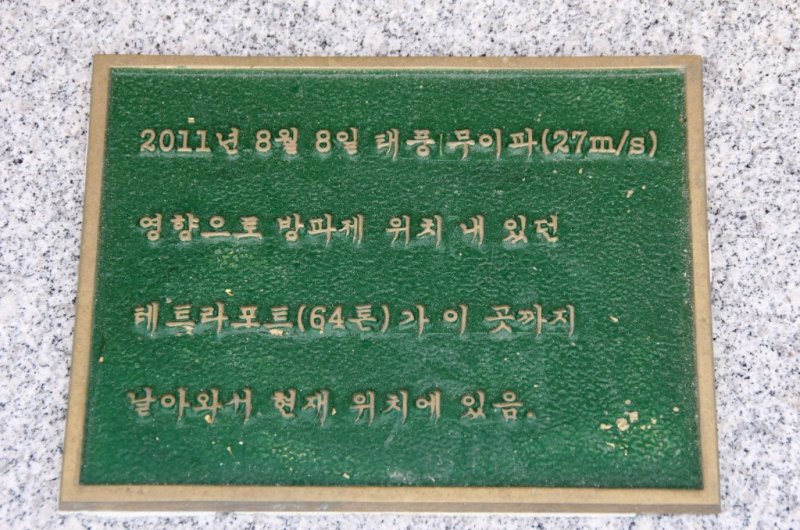 2011년 8월 8일 태풍 무이파(27m/s)
영향으로 방파제 위치 내 있던
테트라포트(64톤)가 이 곳까지
날아와서 현재 위치에 있음.